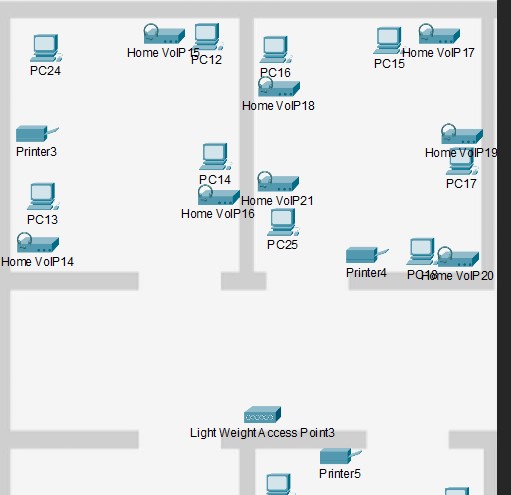 PC24
Home VoIP15
PC12
PC16
PC15
Home VoIP17
Home VoIP18
Printer3
Home VoIP19
PC14
PC17
Home VoIP21
PC13
Home VoIP16
PC25
Home VoIP14
Printer4
PC18
Home VoIP20
Light Weight Access Point3
Printer5